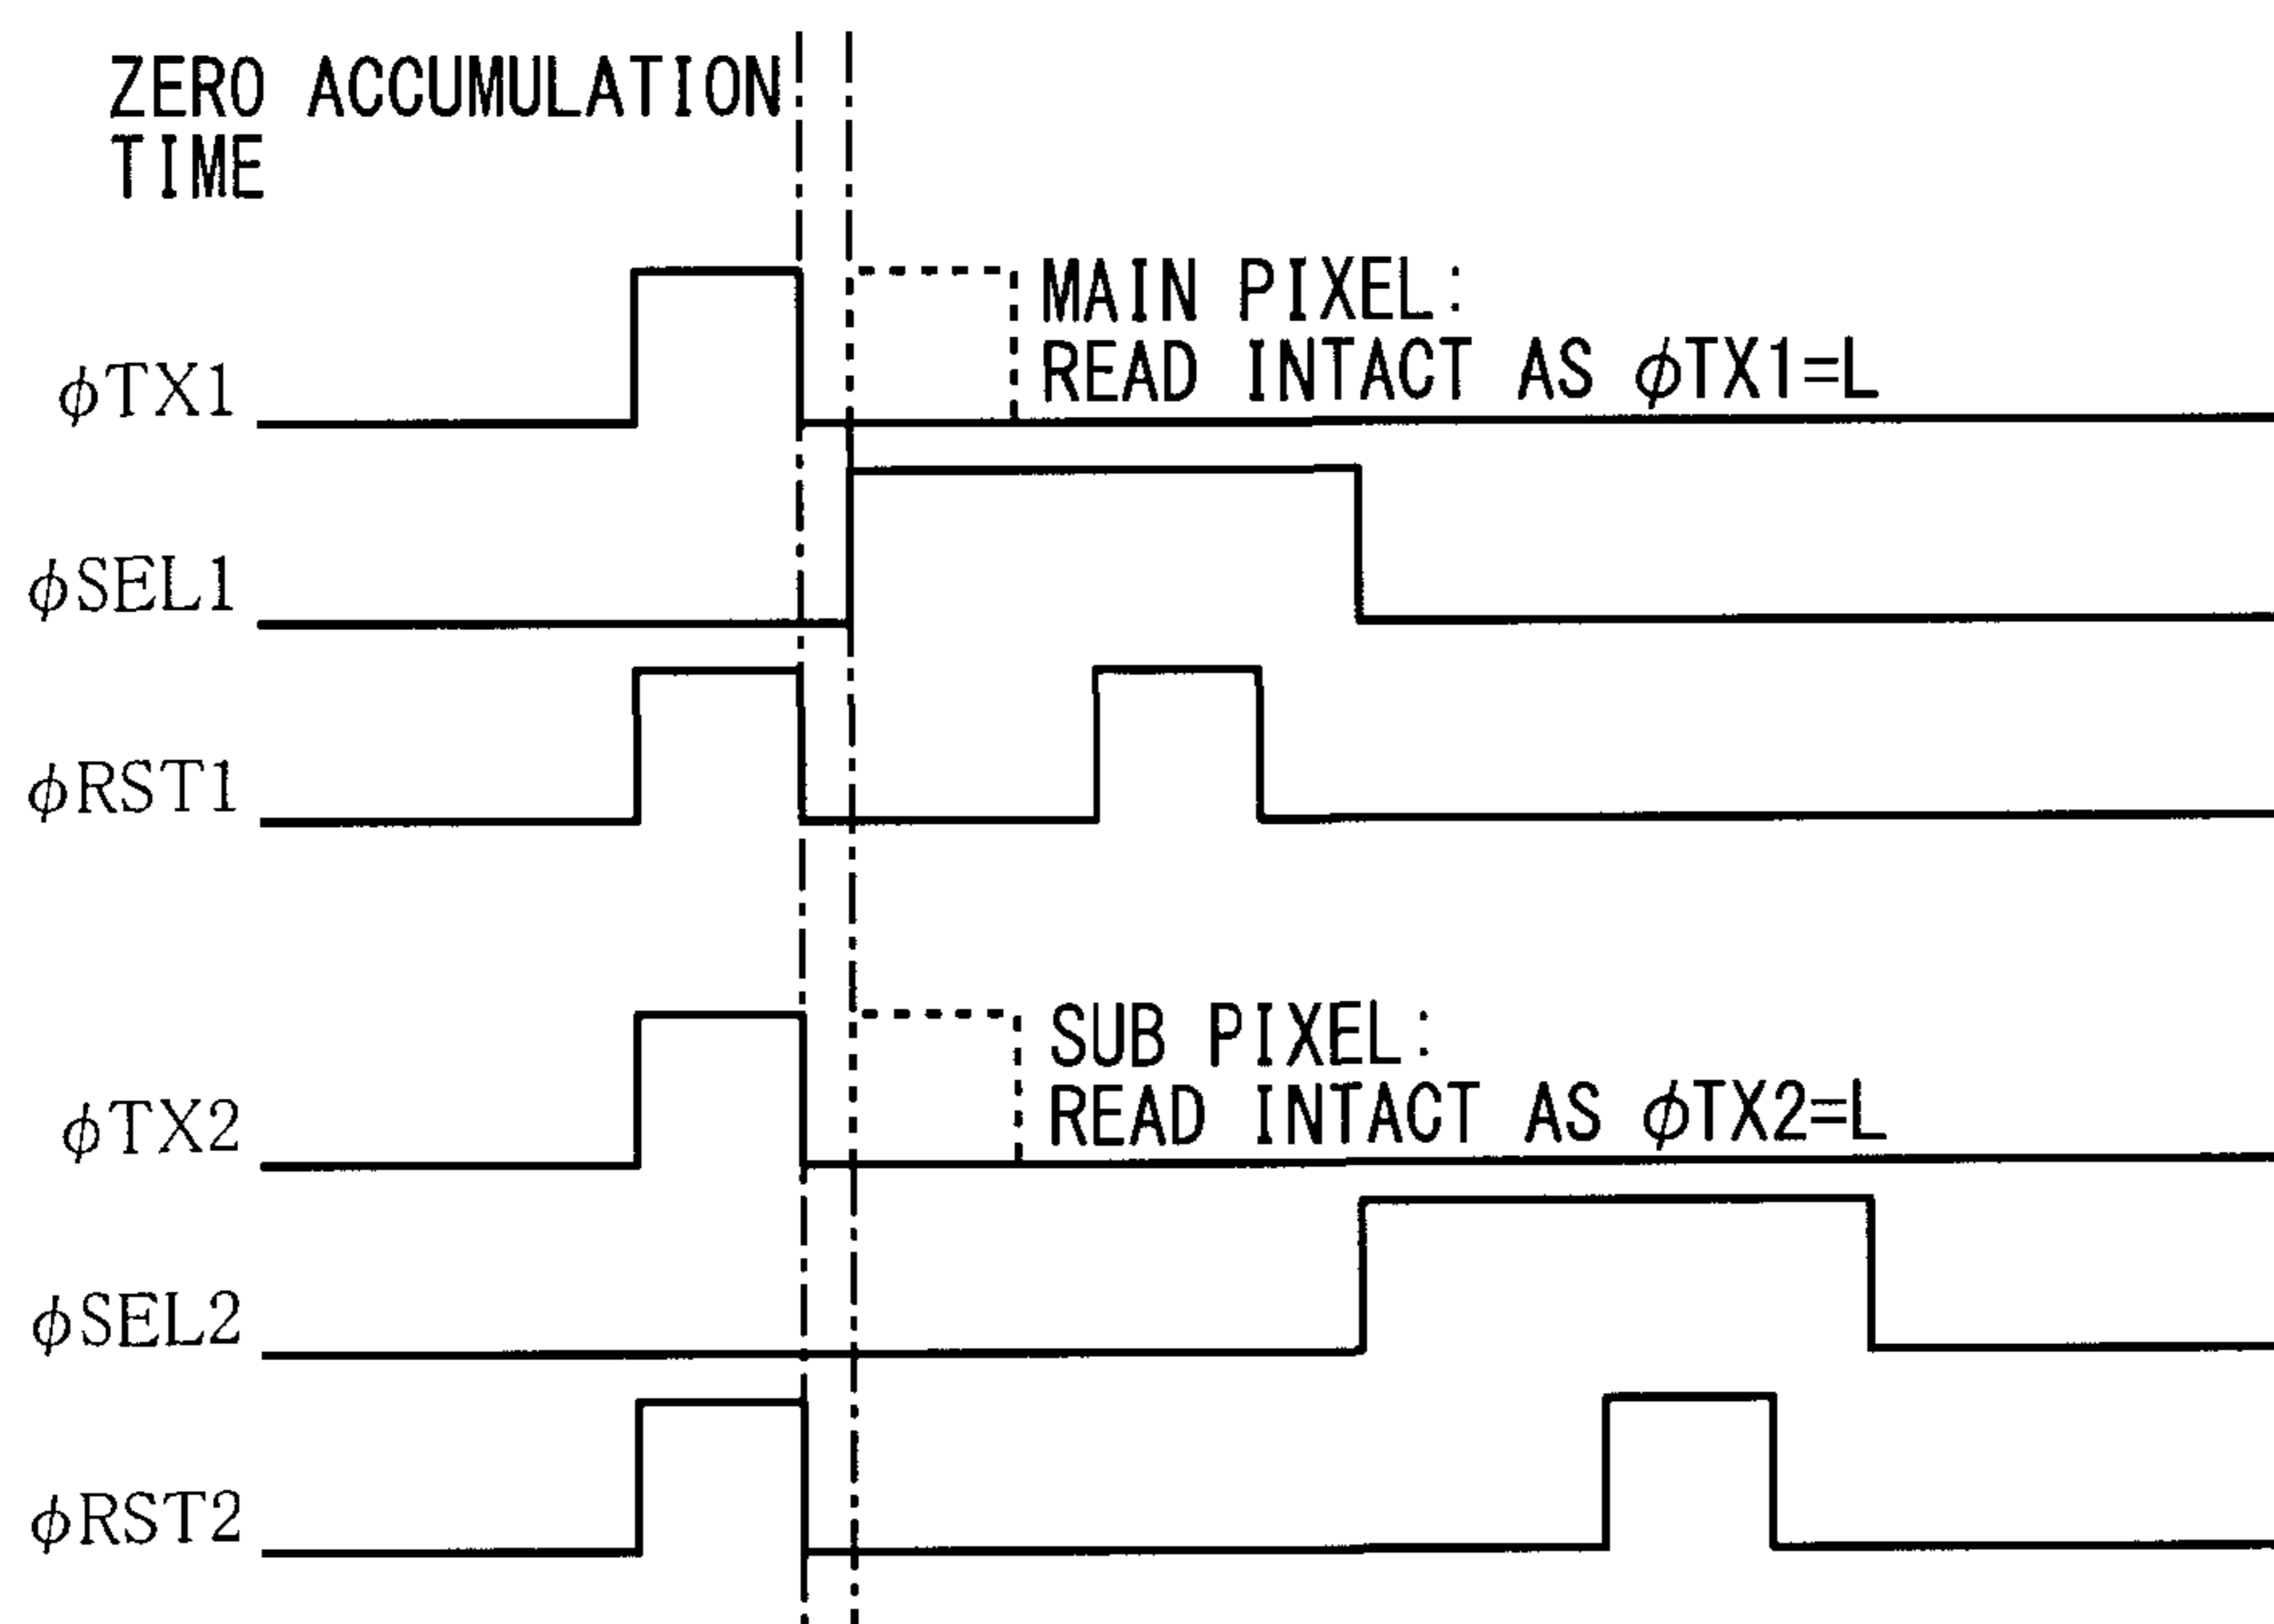 ZERO ACCUMULATION
TIME
MAIN PIXEL:
READ INTACT AS φTX1=L
φTX1
φSEL1
φRST1
SUB PIXEL:
READ INTACT AS φTX2=L
φTX2
φSEL2
φRST2